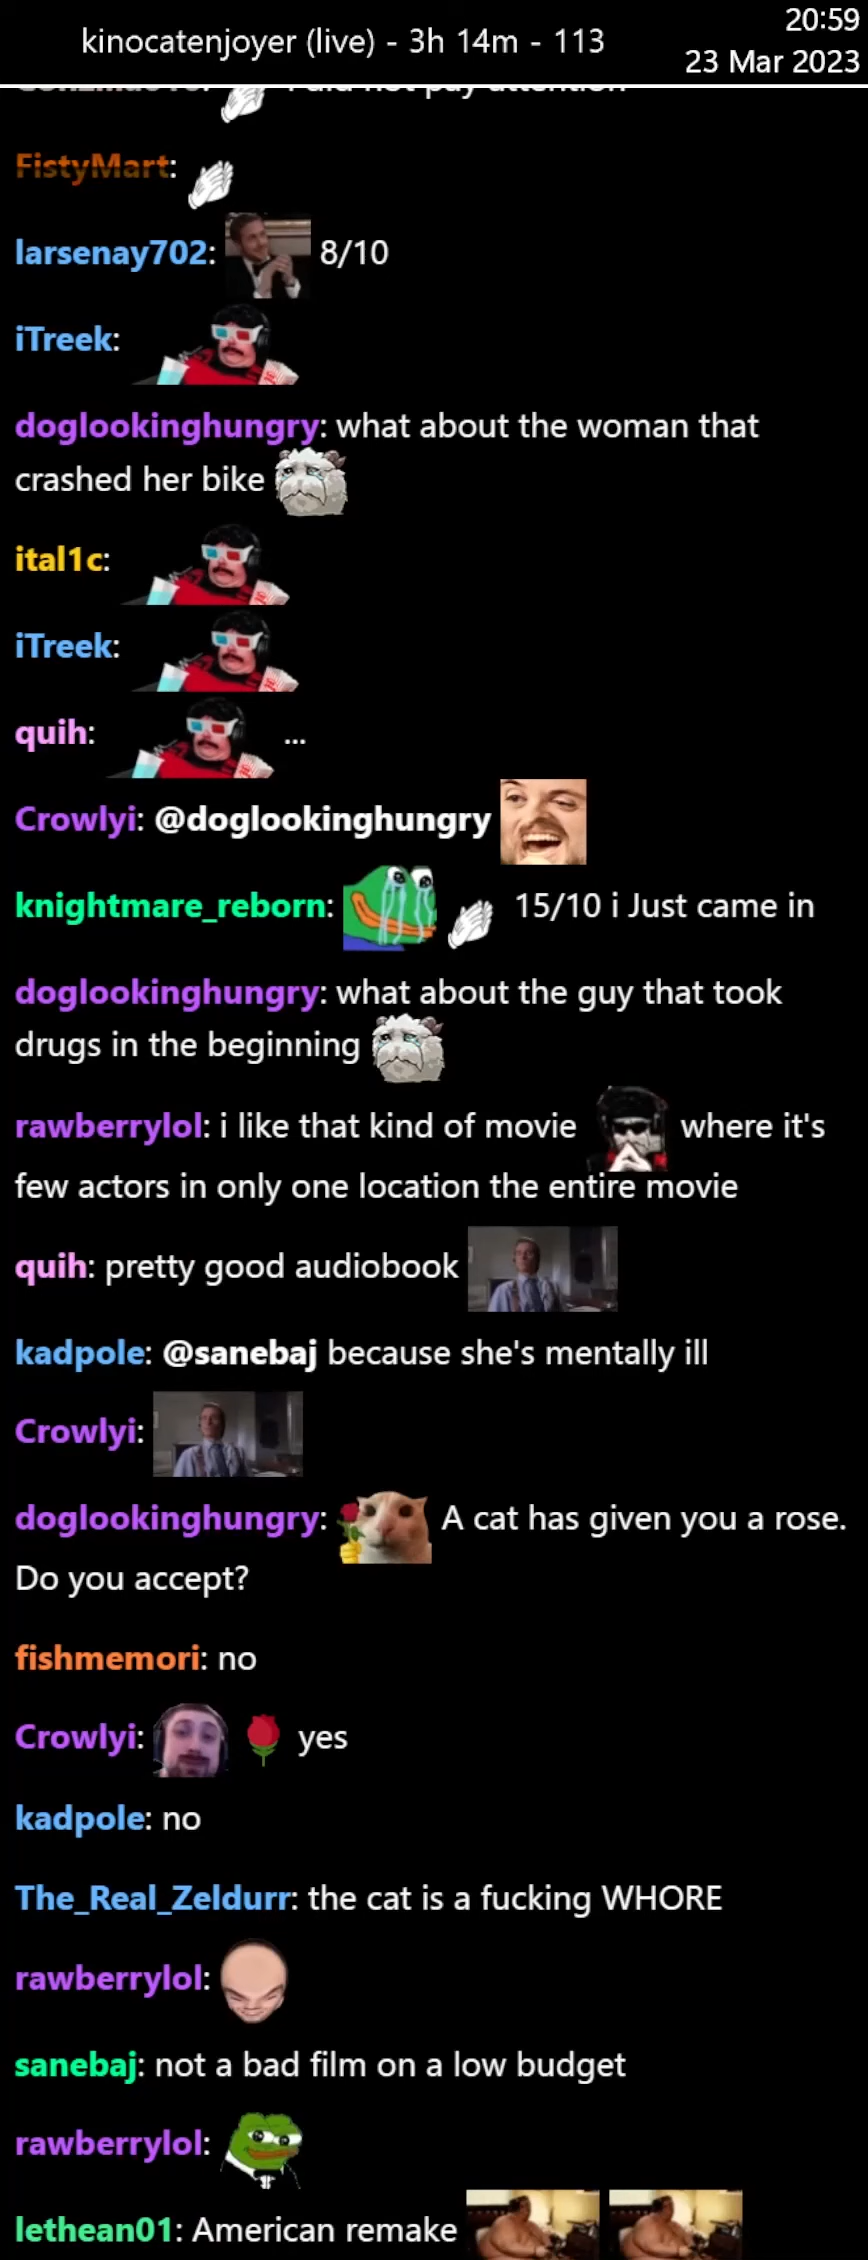 kinocatenjoyer (live) - 3h 14m - 113
20:59
23 Mar 2023
i did not pay attention
FistyMart:
larsenay702: 8/10
iTreek:
doglookinghungry: what about the woman that
crashed her bike
ital1c:
iTreek:
quih: ...
Crowlyi: @doglookinghungry
knightmare_reborn: 15/10 i Just came in
doglookinghungry: what about the guy that took
drugs in the beginning
rawberrylol: i like that kind of movie where it's
few actors in only one location the entire movie
quih: pretty good audiobook
kadpole: @sanebaj because she's mentally ill
Crowlyi:
doglookinghungry: A cat has given you a rose.
Do you accept?
fishmemori: no
Crowlyi: yes
kadpole: no
The_Real_Zeldurr: the cat is a fucking WHORE
rawberrylol:
sanebaj: not a bad film on a low budget
rawberrylol:
lethean01: American remake